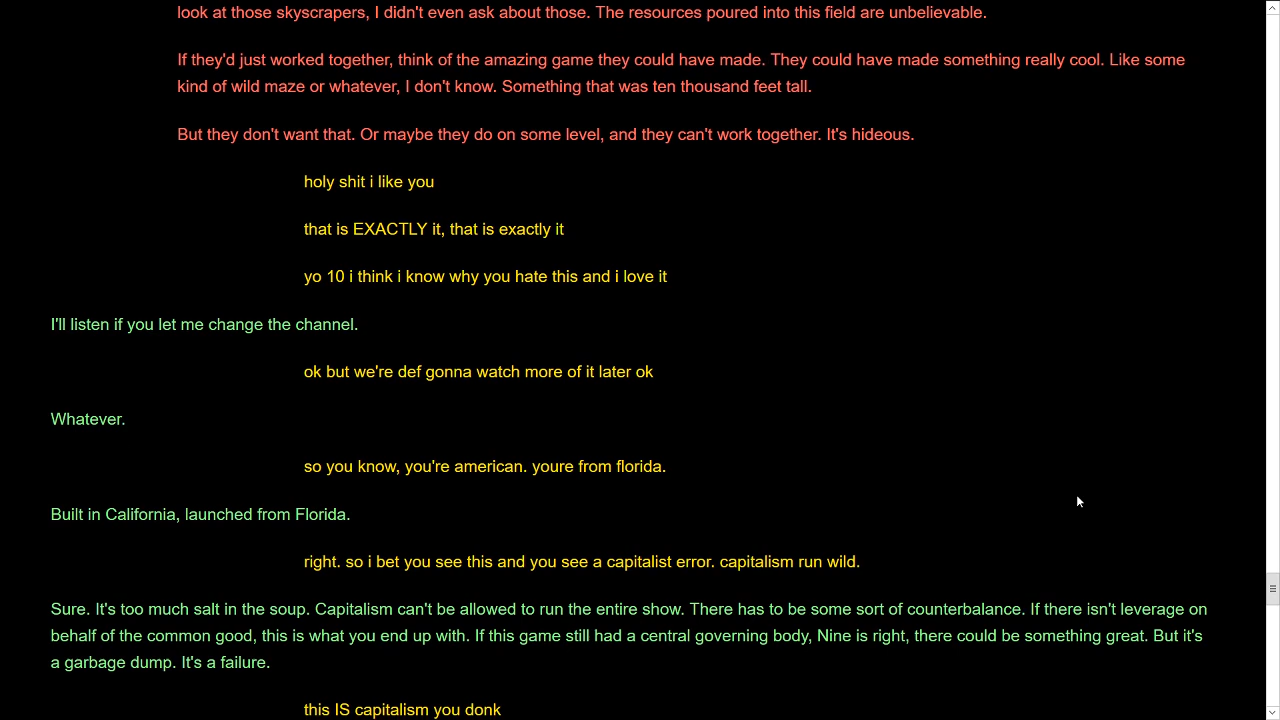 look at those skyscrapers, I didn't even ask about those. The resources poured into this field are unbelievable.
If they'd just worked together, think of the amazing game they could have made. They could have made something really cool. Like some
kind of wild maze or whatever, I don't know. Something that was ten thousand feet tall.
But they don't want that. Or maybe they do on some level, and they can't work together. It's hideous.
holy shit i like you
that is EXACTLY it, that is exactly it
yo 10 i think i know why you hate this and i love it
I'll listen if you let me change the channel.
ok but we're def gonna watch more of it later ok
Whatever.
so you know, you're american. youre from florida.
Built in California, launched from Florida.
right. so i bet you see this and you see a capitalist error. capitalism run wild.
Sure. It's too much salt in the soup. Capitalism can't be allowed to run the entire show. There has to be some sort of counterbalance. If there isn't leverage on
behalf of the common good, this is what you end up with. If this game still had a central governing body, Nine is right, there could be something great. But it's
a garbage dump. It's a failure.
this IS capitalism you donk